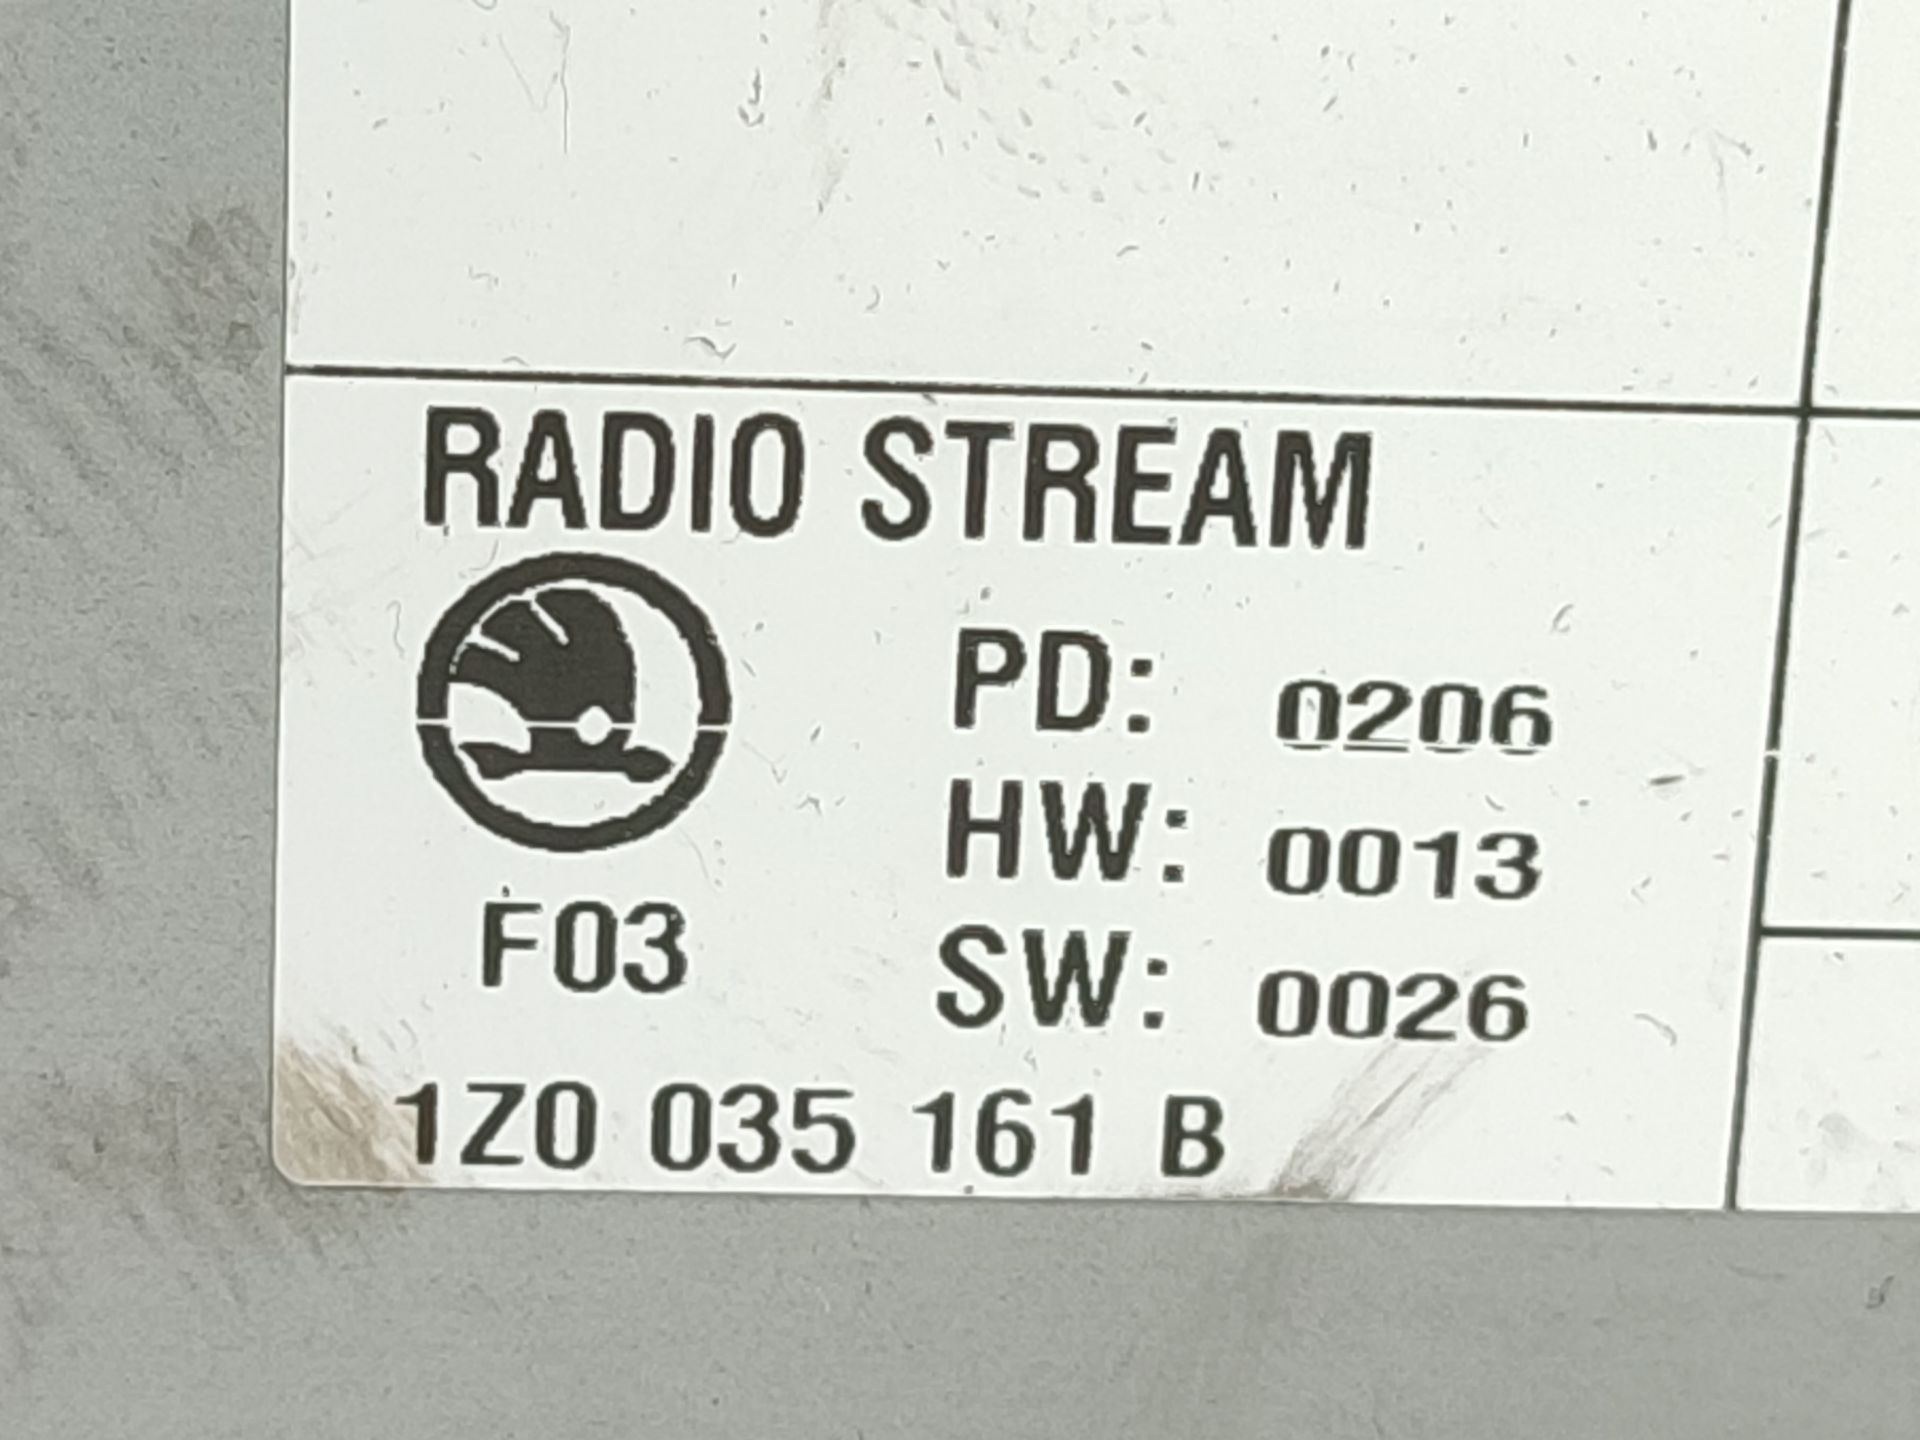 RADIO STREAM
PD: 0206
HW: 0013
F03
SW: 0026
1Z0 035 161 B